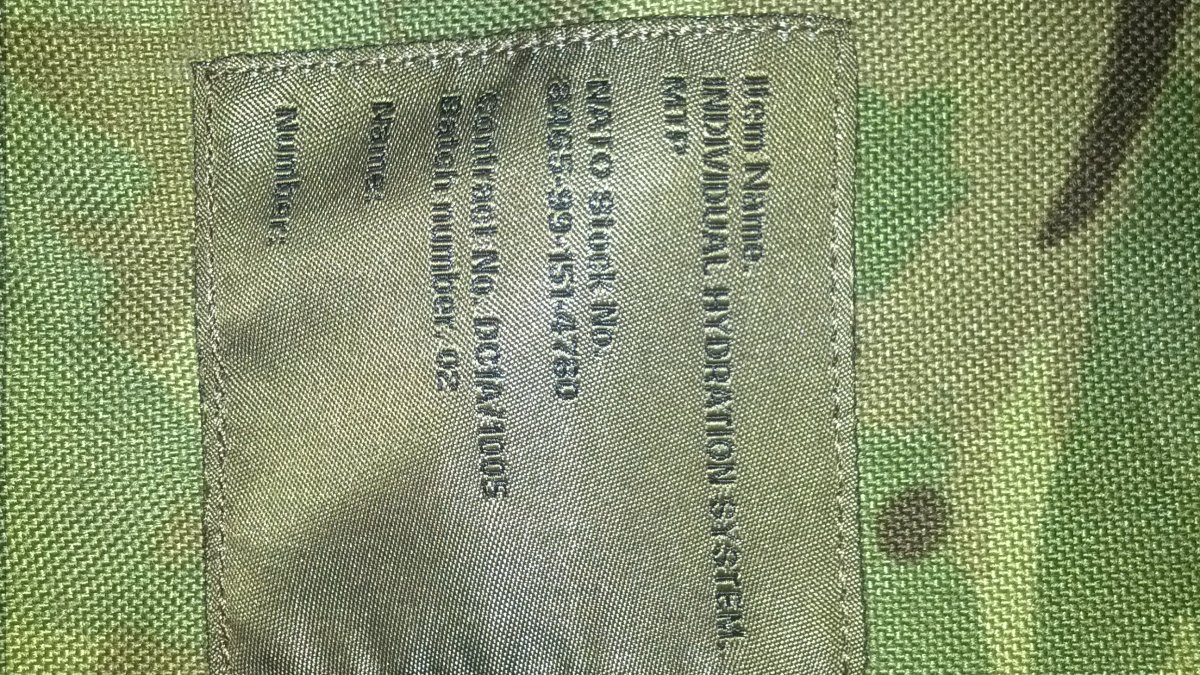 Item Name.
INDIVIDUAL HYDRATION SYSTEM.
MTP
NATO Stock No.
8465-99-151-4760
Contract No. DC1A/1005
Batch number, 02
Name:
Number: